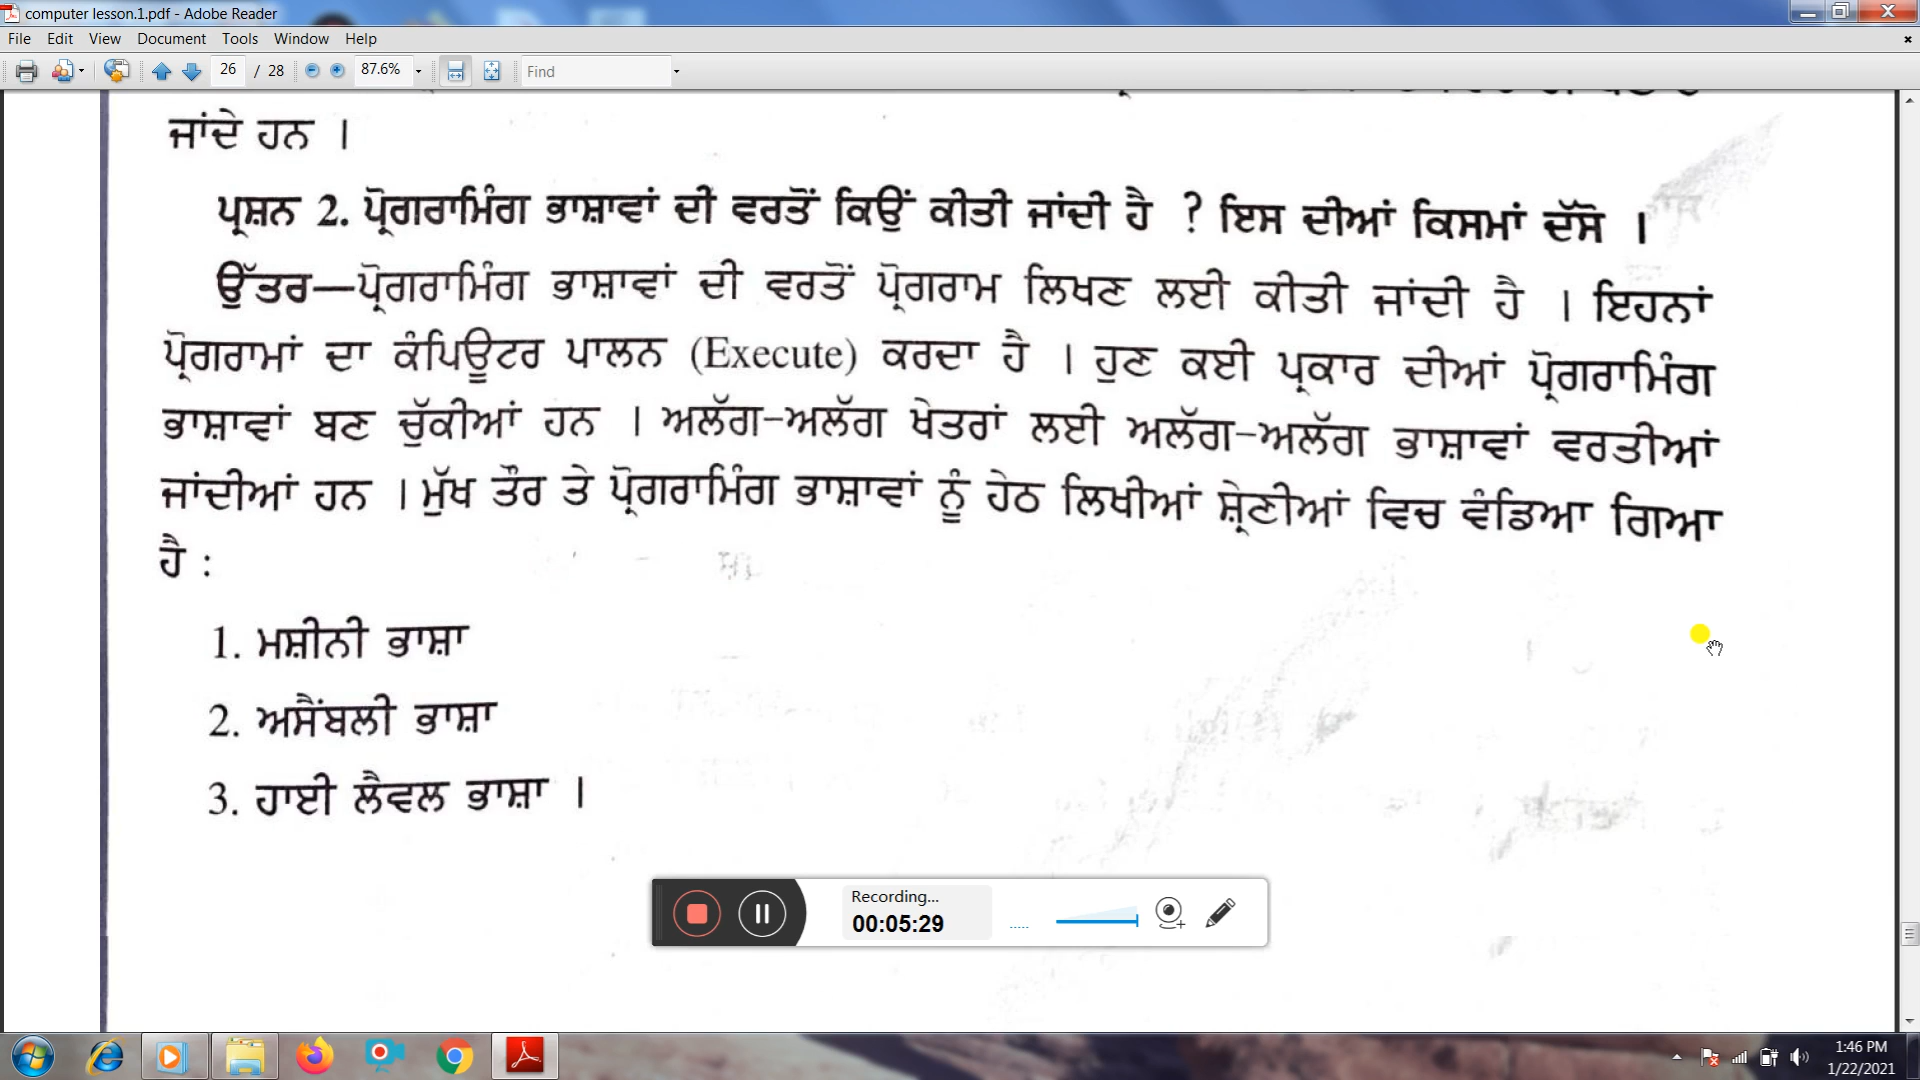 computer lesson.1.pdf - Adobe Reader
File Edit View Document Tools Window Help
26 / 28 87.6% Find
ਜਾਂਦੇ ਹਨ ।
ਪ੍ਰਸ਼ਨ 2. ਪ੍ਰੋਗਰਾਮਿੰਗ ਭਾਸ਼ਾਵਾਂ ਦੀ ਵਰਤੋਂ ਕਿਉਂ ਕੀਤੀ ਜਾਂਦੀ ਹੈ ? ਇਸ ਦੀਆਂ ਕਿਸਮਾਂ ਦੱਸੋ ।
ਉੱਤਰ—ਪ੍ਰੋਗਰਾਮਿੰਗ ਭਾਸ਼ਾਵਾਂ ਦੀ ਵਰਤੋਂ ਪ੍ਰੋਗਰਾਮ ਲਿਖਣ ਲਈ ਕੀਤੀ ਜਾਂਦੀ ਹੈ । ਇਹਨਾਂ
ਪ੍ਰੋਗਰਾਮਾਂ ਦਾ ਕੰਪਿਊਟਰ ਪਾਲਨ (Execute) ਕਰਦਾ ਹੈ । ਹੁਣ ਕਈ ਪ੍ਰਕਾਰ ਦੀਆਂ ਪ੍ਰੋਗਰਾਮਿੰਗ
ਭਾਸ਼ਾਵਾਂ ਬਣ ਚੁੱਕੀਆਂ ਹਨ । ਅਲੱਗ-ਅਲੱਗ ਖੇਤਰਾਂ ਲਈ ਅਲੱਗ-ਅਲੱਗ ਭਾਸ਼ਾਵਾਂ ਵਰਤੀਆਂ
ਜਾਂਦੀਆਂ ਹਨ । ਮੁੱਖ ਤੌਰ ਤੇ ਪ੍ਰੋਗਰਾਮਿੰਗ ਭਾਸ਼ਾਵਾਂ ਨੂੰ ਹੇਠ ਲਿਖੀਆਂ ਸ਼੍ਰੇਣੀਆਂ ਵਿਚ ਵੰਡਿਆ ਗਿਆ
ਹੈ :
1. ਮਸ਼ੀਨੀ ਭਾਸ਼ਾ
2. ਅਸੈਂਬਲੀ ਭਾਸ਼ਾ
3. ਹਾਈ ਲੈਵਲ ਭਾਸ਼ਾ ।
Recording...
00:05:29
1:46 PM
1/22/2021